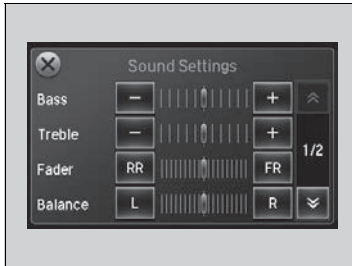 Sound Settings
Bass - +
Treble - +
Fader RR FR
1/2
Balance L R